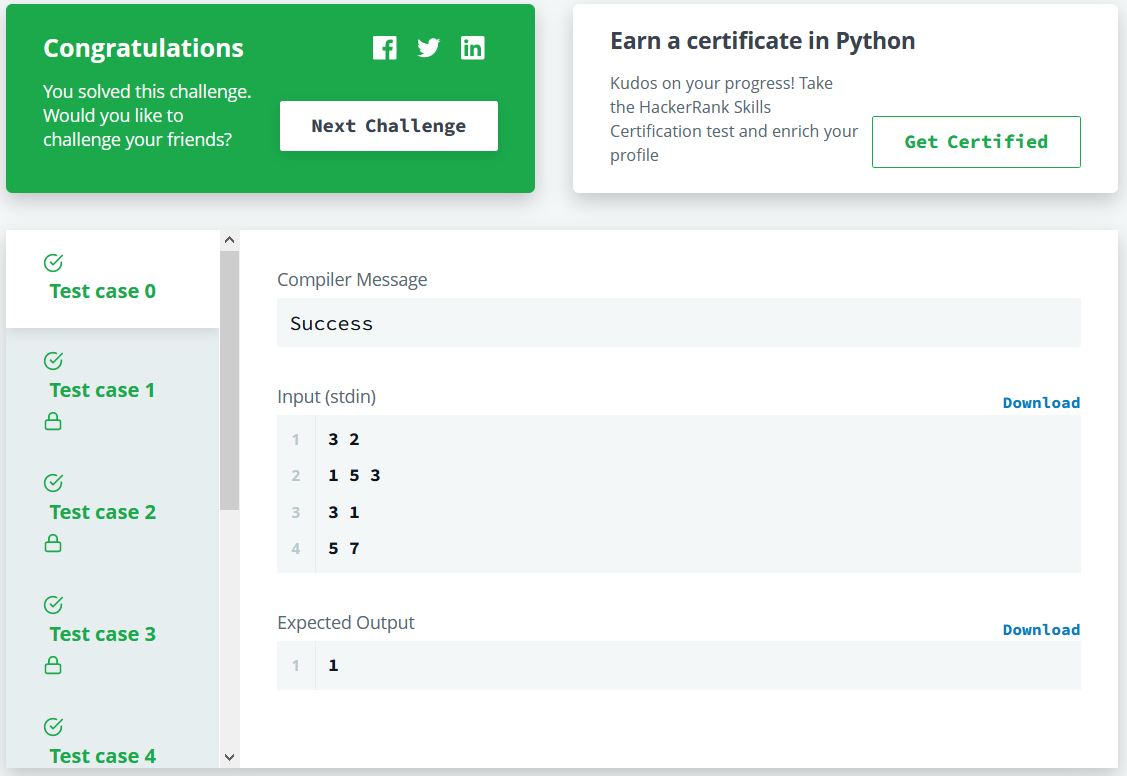 Congratulations
You solved this challenge.
Would you like to
challenge your friends?
Next Challenge
Earn a certificate in Python
Kudos on your progress! Take
the HackerRank Skills
Certification test and enrich your
profile
Get Certified
Test case 0
Test case 1
Test case 2
Test case 3
Test case 4
Compiler Message
Success
Input (stdin)
Download
1 3 2
2 1 5 3
3 3 1
4 5 7
Expected Output
Download
1 1